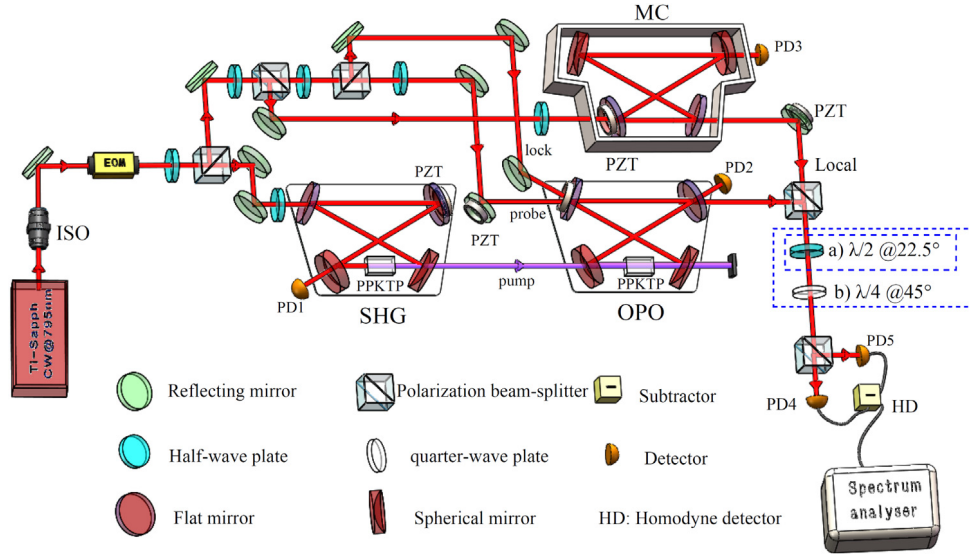 MC
PD3
EOM
lock
PZT
PZT
Local
ISO
PZT
PD2
probe
PZT
a) λ/2 @22.5°
PPKTP
pump
PPKTP
b) λ/4 @45°
PD1
SHG
OPO
Ti-Sapph
CW@795nm
PD5
PD4
HD
Reflecting mirror
Polarization beam-splitter
Subtractor
Half-wave plate
quarter-wave plate
Detector
Flat mirror
Spherical mirror
HD: Homodyne detector
Spectrum
analyser